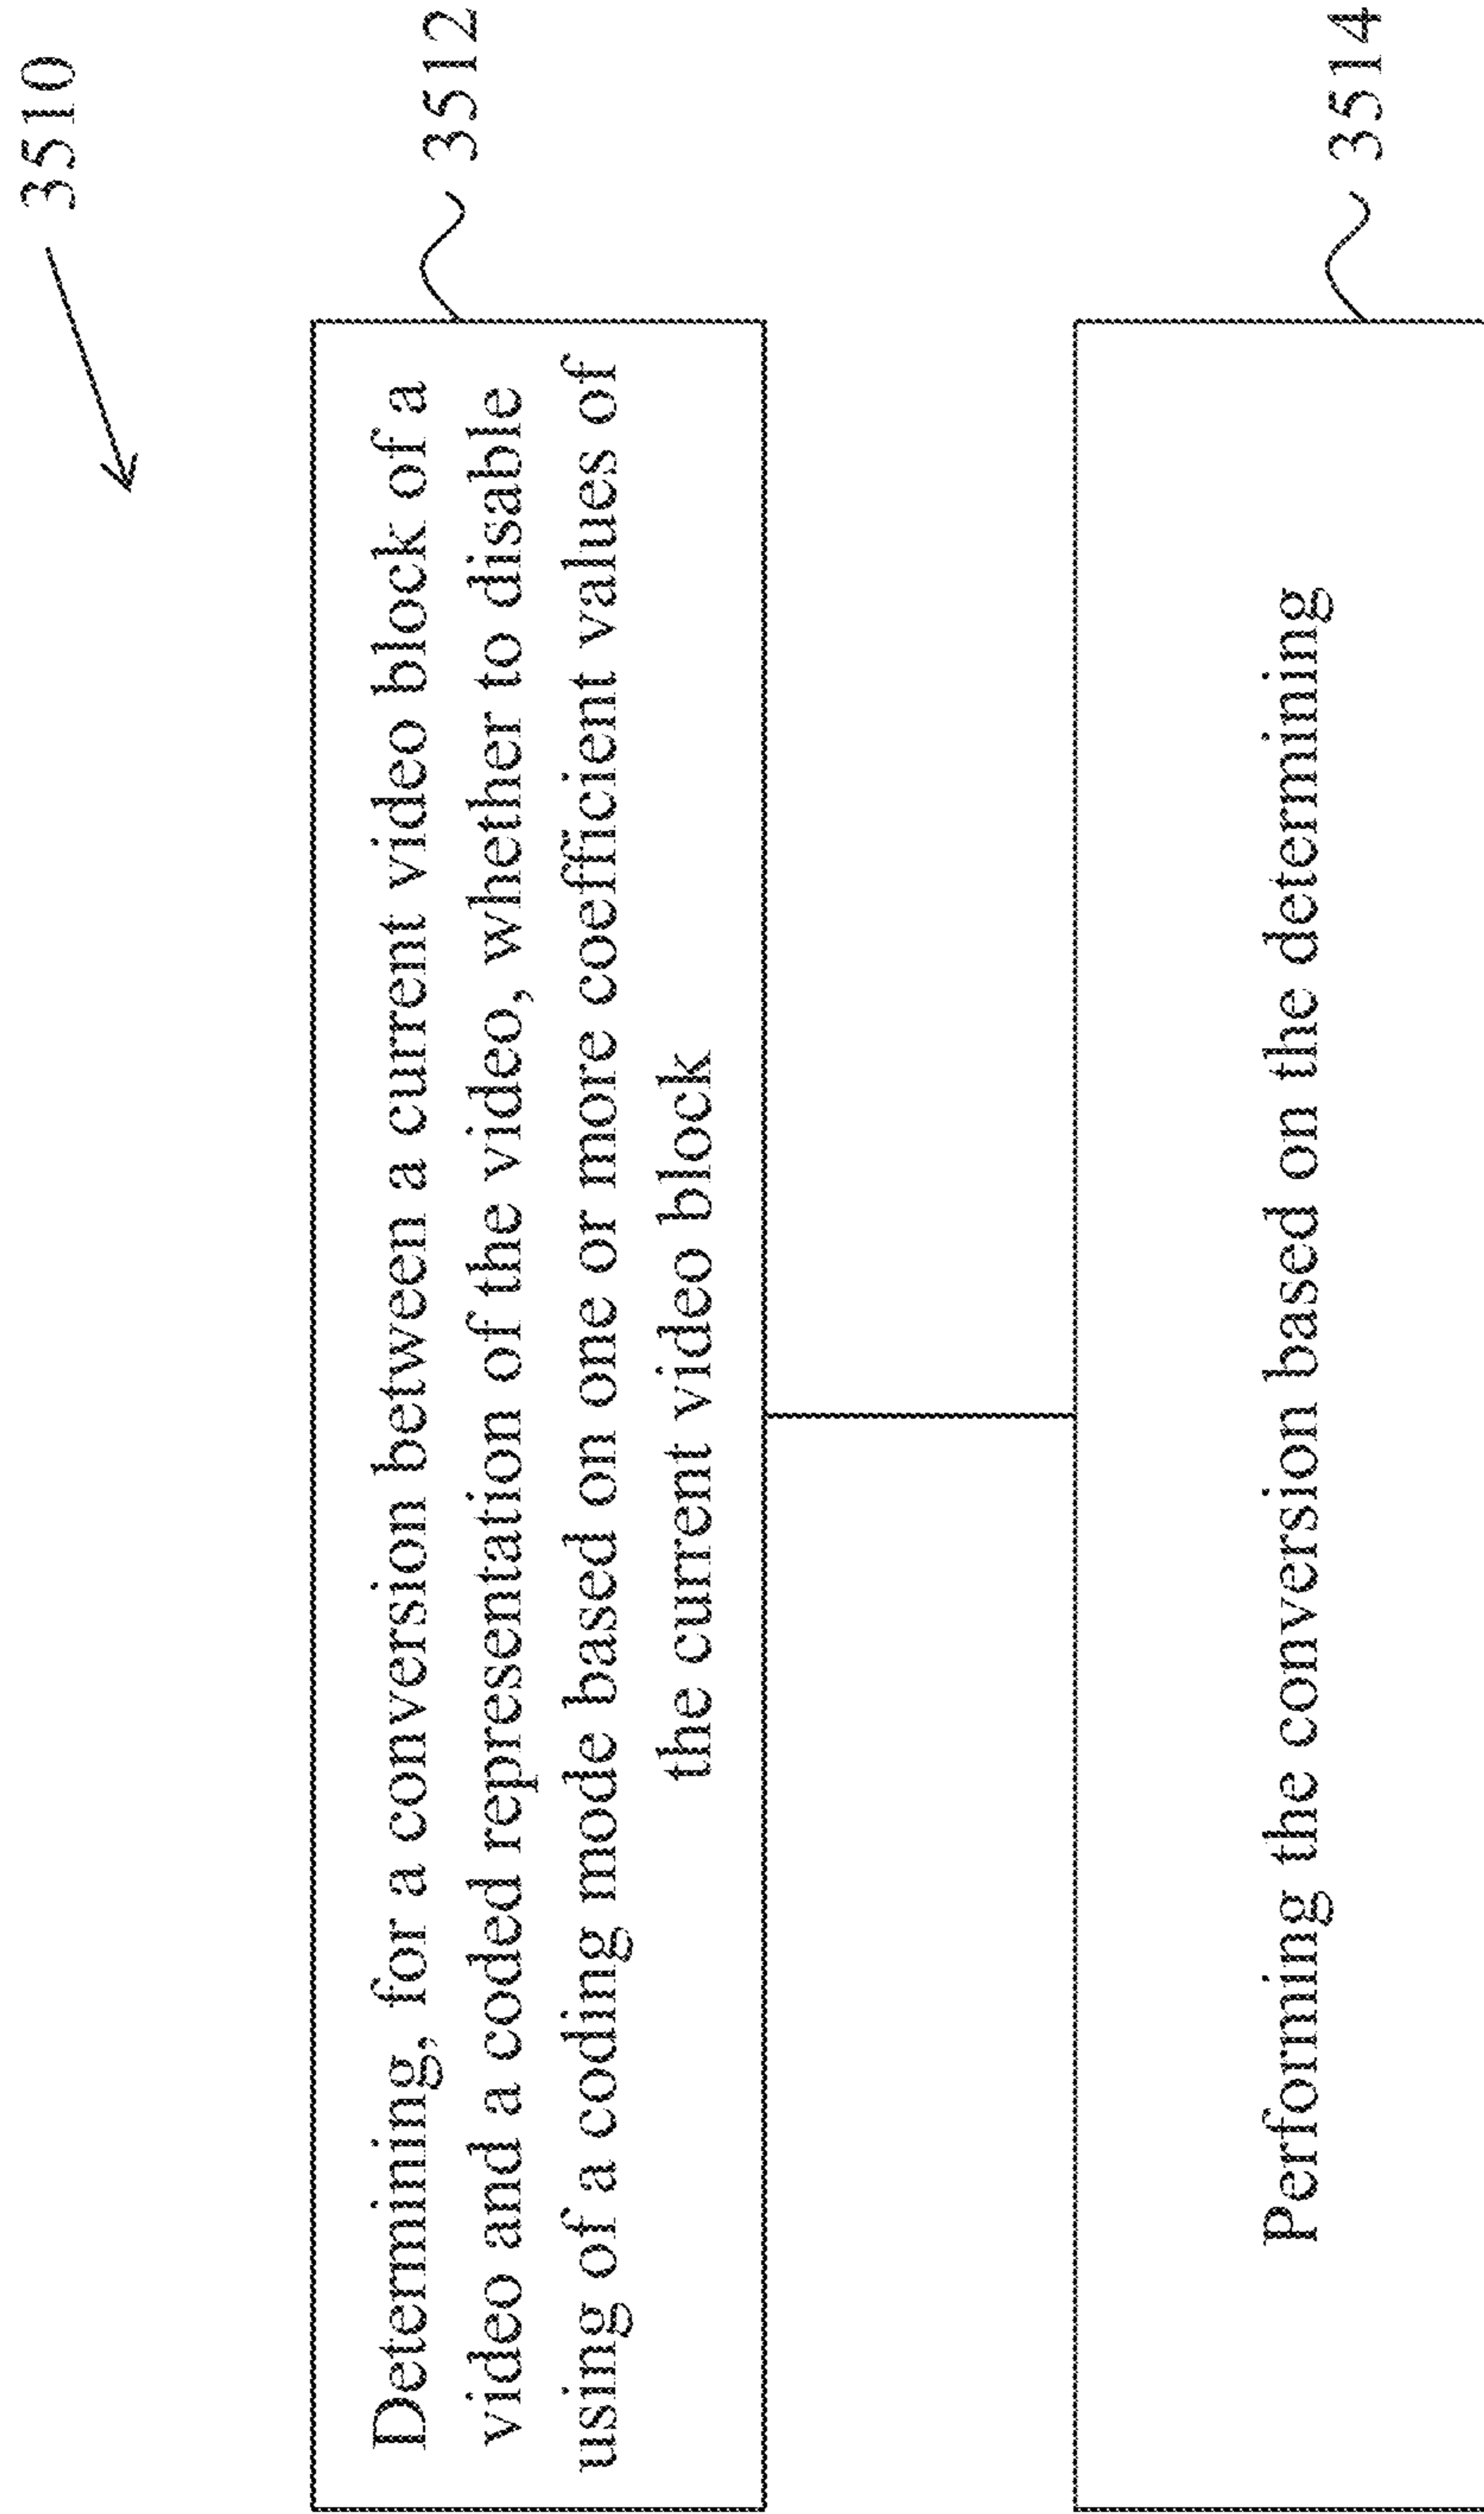 3510
Determining, for a conversion between a current video block of a
video and a coded representation of the video, whether to disable
using of a coding mode based on one or more coefficient values of
the current video block
3512
Performing the conversion based on the determining
3514